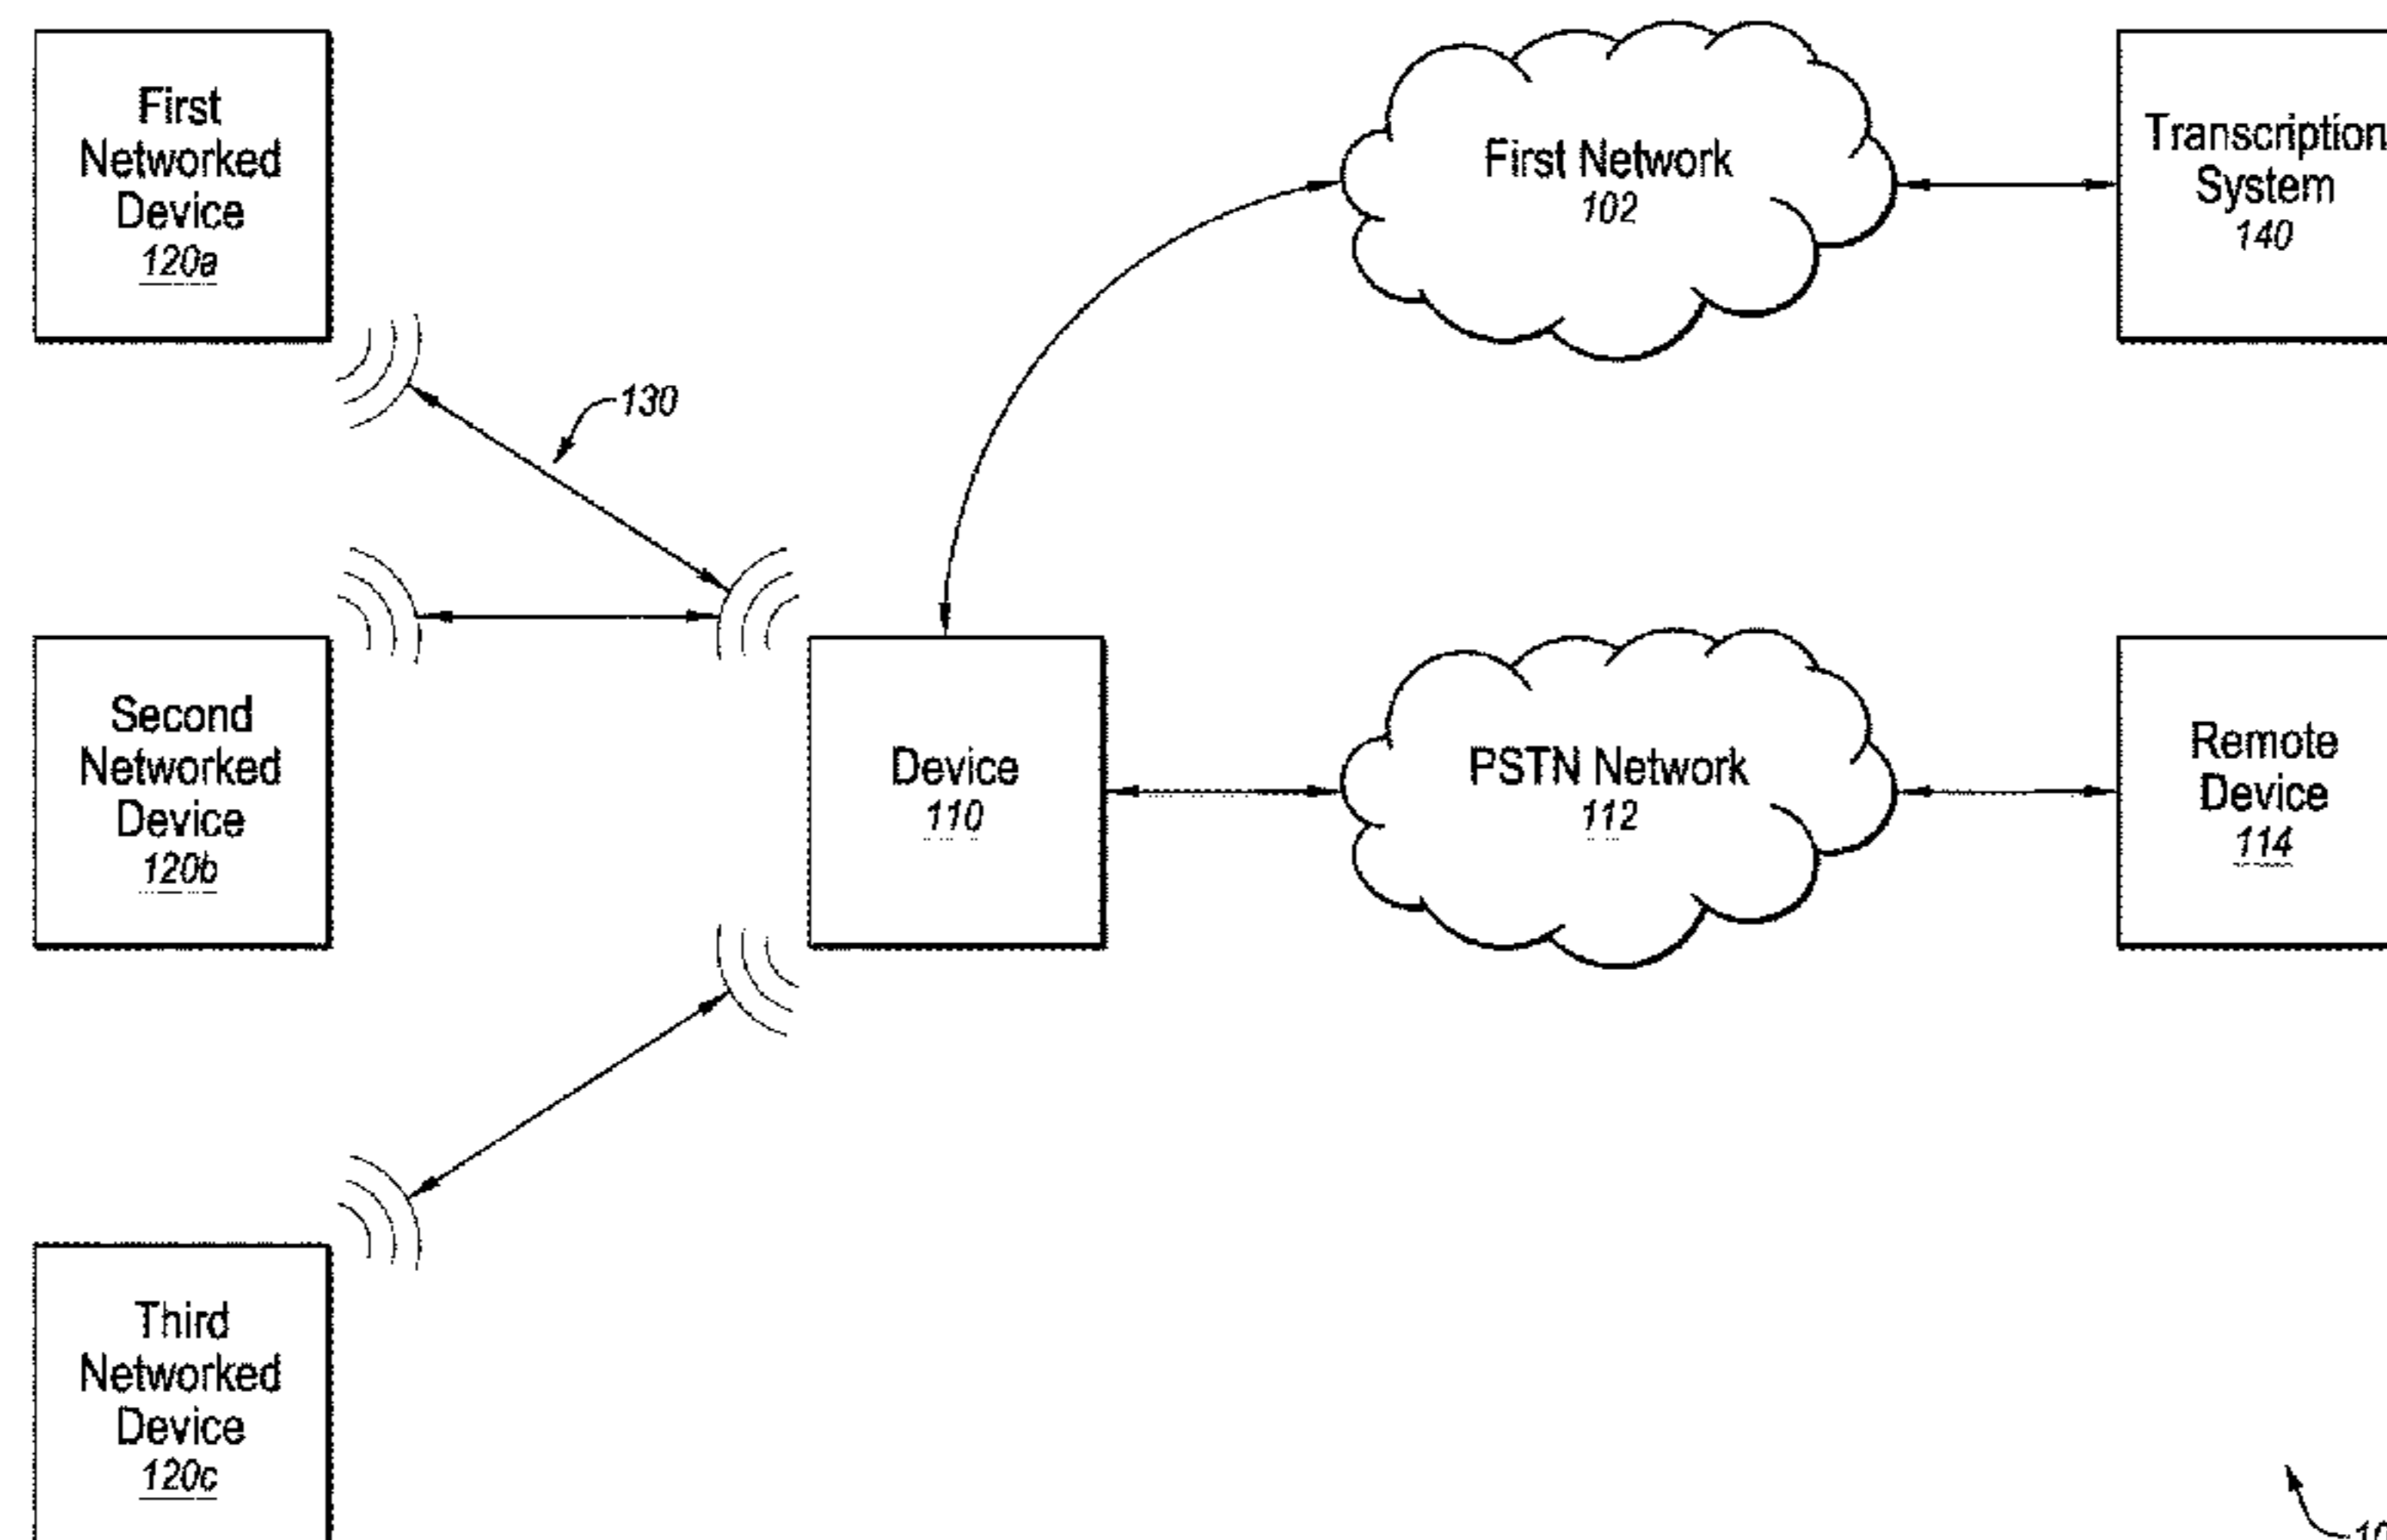 First
Networked
Device
120a
First Network
102
Transcription
System
140
130
Second
Networked
Device
120b
Device
110
PSTN Network
112
Remote
Device
114
Third
Networked
Device
120c